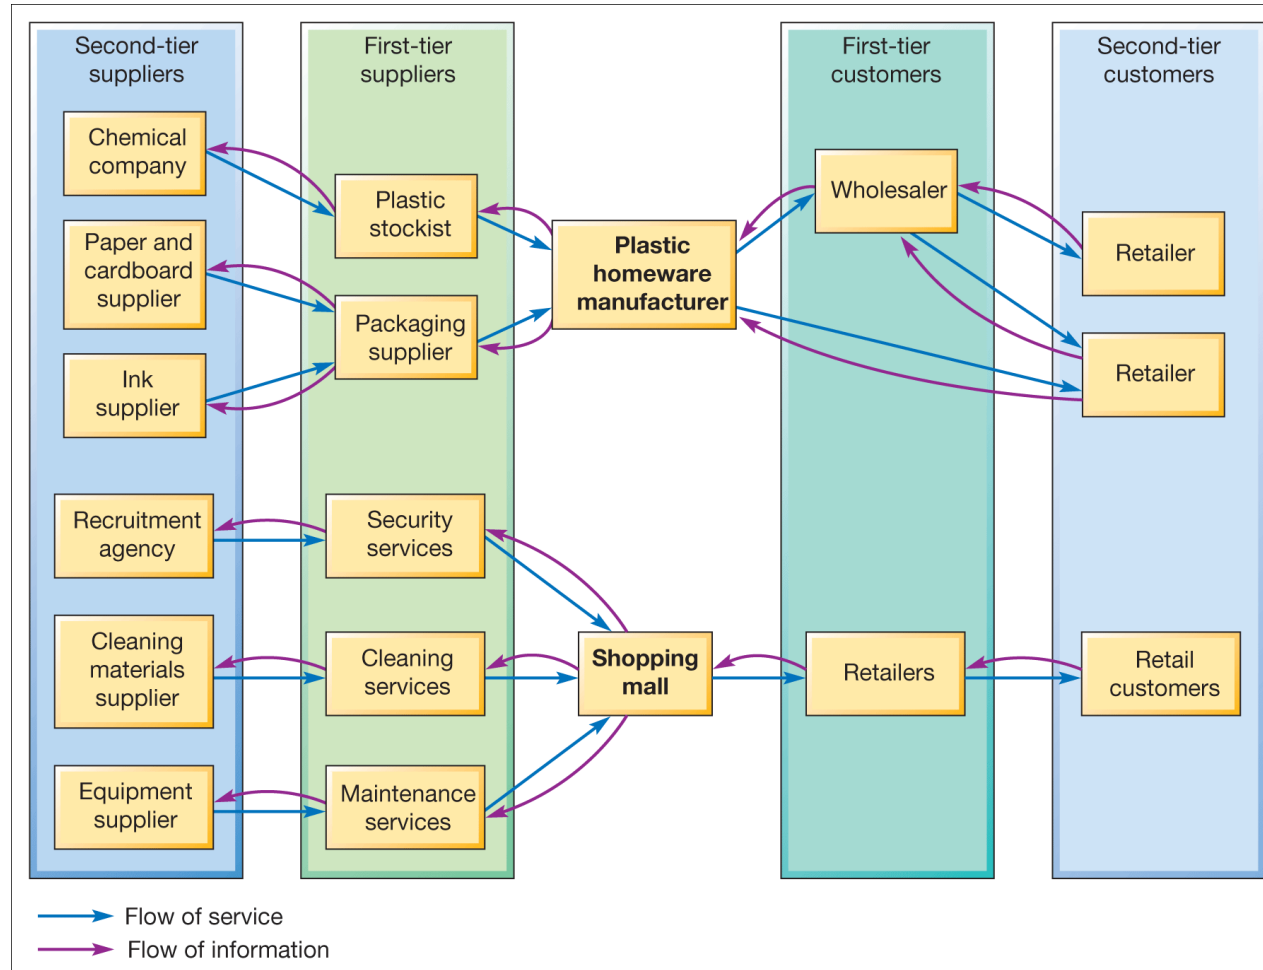 Second-tier
suppliers
First-tier
suppliers
First-tier
customers
Second-tier
customers
Chemical
company
Paper and
cardboard
supplier
Ink
supplier
Plastic
stockist
Packaging
supplier
Plastic
homeware
manufacturer
Wholesaler
Retailer
Retailer
Recruitment
agency
Cleaning
materials
supplier
Equipment
supplier
Security
services
Cleaning
services
Maintenance
services
Shopping
mall
Retailers
Retail
customers
Flow of service
Flow of information